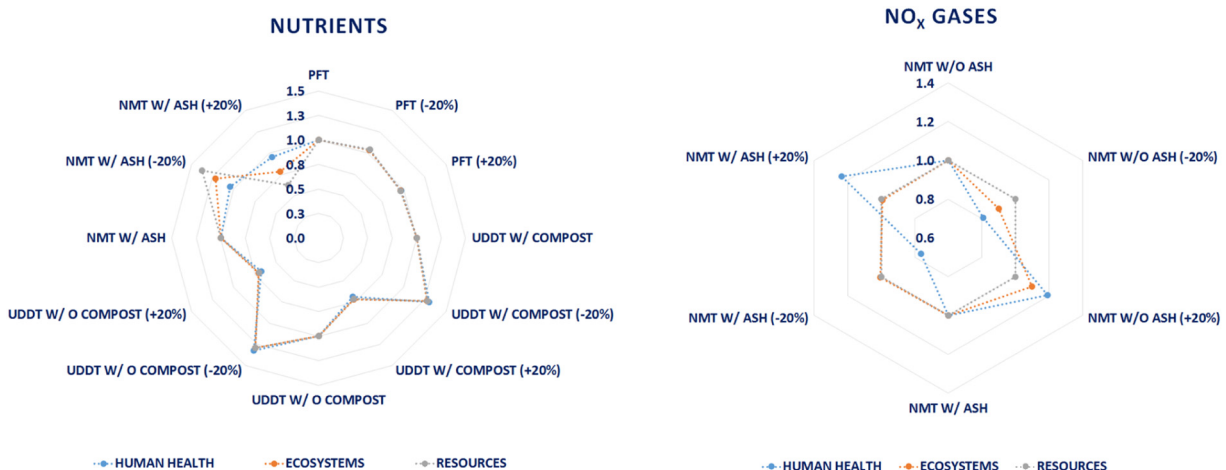 NUTRIENTS
PFT
1.5
1.3
1.0
0.8
0.5
0.3
0.0
PFT (-20%)
PFT (+20%)
UDDT W/ COMPOST
UDDT W/ COMPOST (-20%)
UDDT W/ COMPOST (+20%)
UDDT W/ O COMPOST
UDDT W/ O COMPOST (-20%)
UDDT W/ O COMPOST (+20%)
NMT W/ ASH
NMT W/ ASH (-20%)
NMT W/ ASH (+20%)
HUMAN HEALTH
ECOSYSTEMS
RESOURCES
NOX GASES
NMT W/O ASH
1.4
1.2
1.0
0.8
0.6
NMT W/O ASH (-20%)
NMT W/O ASH (+20%)
NMT W/ ASH
NMT W/ ASH (-20%)
NMT W/ ASH (+20%)
HUMAN HEALTH
ECOSYSTEMS
RESOURCES